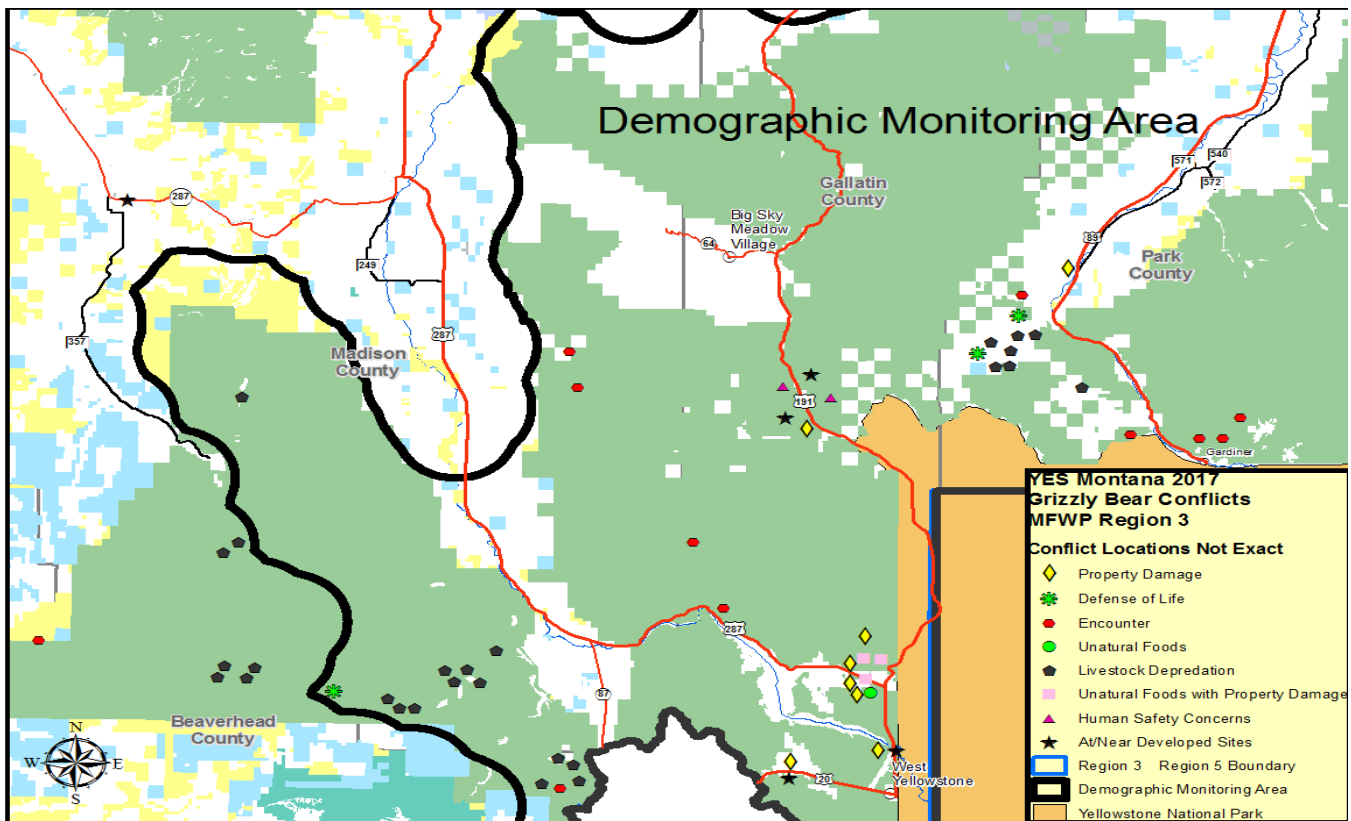 Demographic Monitoring Area
571
540
572
287
Gallatin
County
Big Sky
Meadow
Village
64
89
Park
County
249
357
287
Madison
County
191
Gardiner
287
87
Beaverhead
County
N
W
E
S
20
West
Yellowstone
YES Montana 2017
Grizzly Bear Conflicts
MFWP Region 3
Conflict Locations Not Exact
Property Damage
Defense of Life
Encounter
Unatural Foods
Livestock Depredation
Unatural Foods with Property Damage
Human Safety Concerns
At/Near Developed Sites
Region 3 Region 5 Boundary
Demographic Monitoring Area
Yellowstone National Park